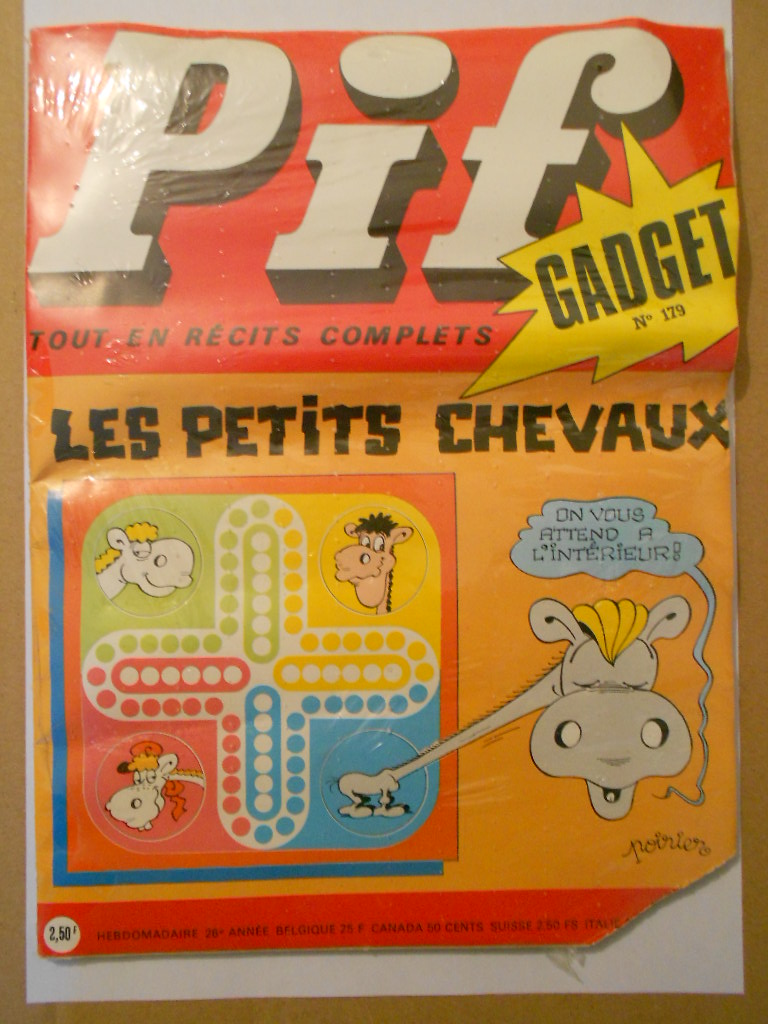 Pif
GADGET
N° 179
TOUT EN RÉCITS COMPLETS
LES PETITS CHEVAUX
ON VOUS
ATTEND A
L'INTÉRIEUR!
poirier
2,50F
HEBDOMADAIRE 26e ANNÉE BELGIQUE 25 F CANADA 50 CENTS SUISSE 2.50 FS ITALIE